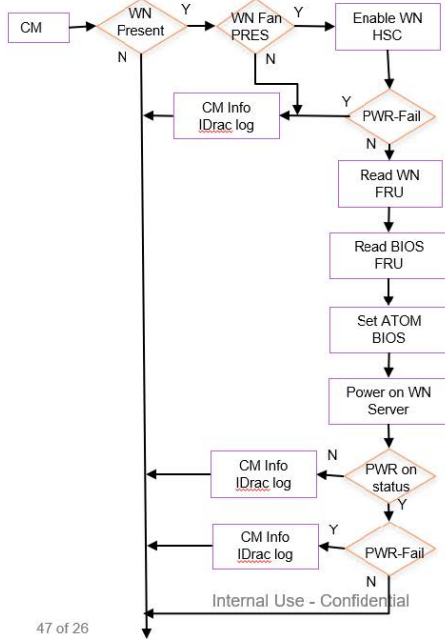 CM
WN
Present
Y
N
WN Fan
PRES
Y
N
Enable WN
HSC
CM Info
IDrac log
Y
PWR-Fail
N
Read WN
FRU
Read BIOS
FRU
Set ATOM
BIOS
Power on WN
Server
CM Info
IDrac log
N
PWR on
status
Y
CM Info
IDrac log
Y
PWR-Fail
N
Internal Use - Confidential
47 of 26